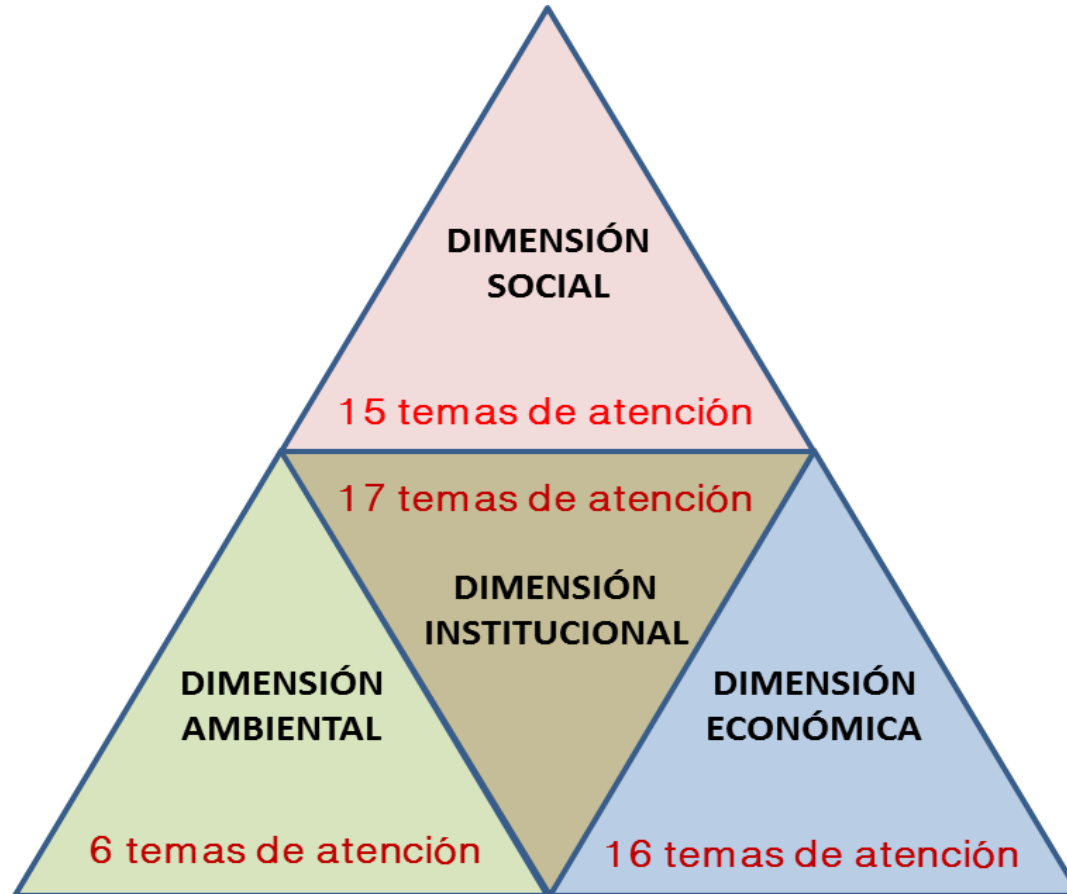 DIMENSIÓN
SOCIAL
15 temas de atención
17 temas de atención
DIMENSIÓN
INSTITUCIONAL
DIMENSIÓN
AMBIENTAL
6 temas de atención
DIMENSIÓN
ECONÓMICA
16 temas de atención